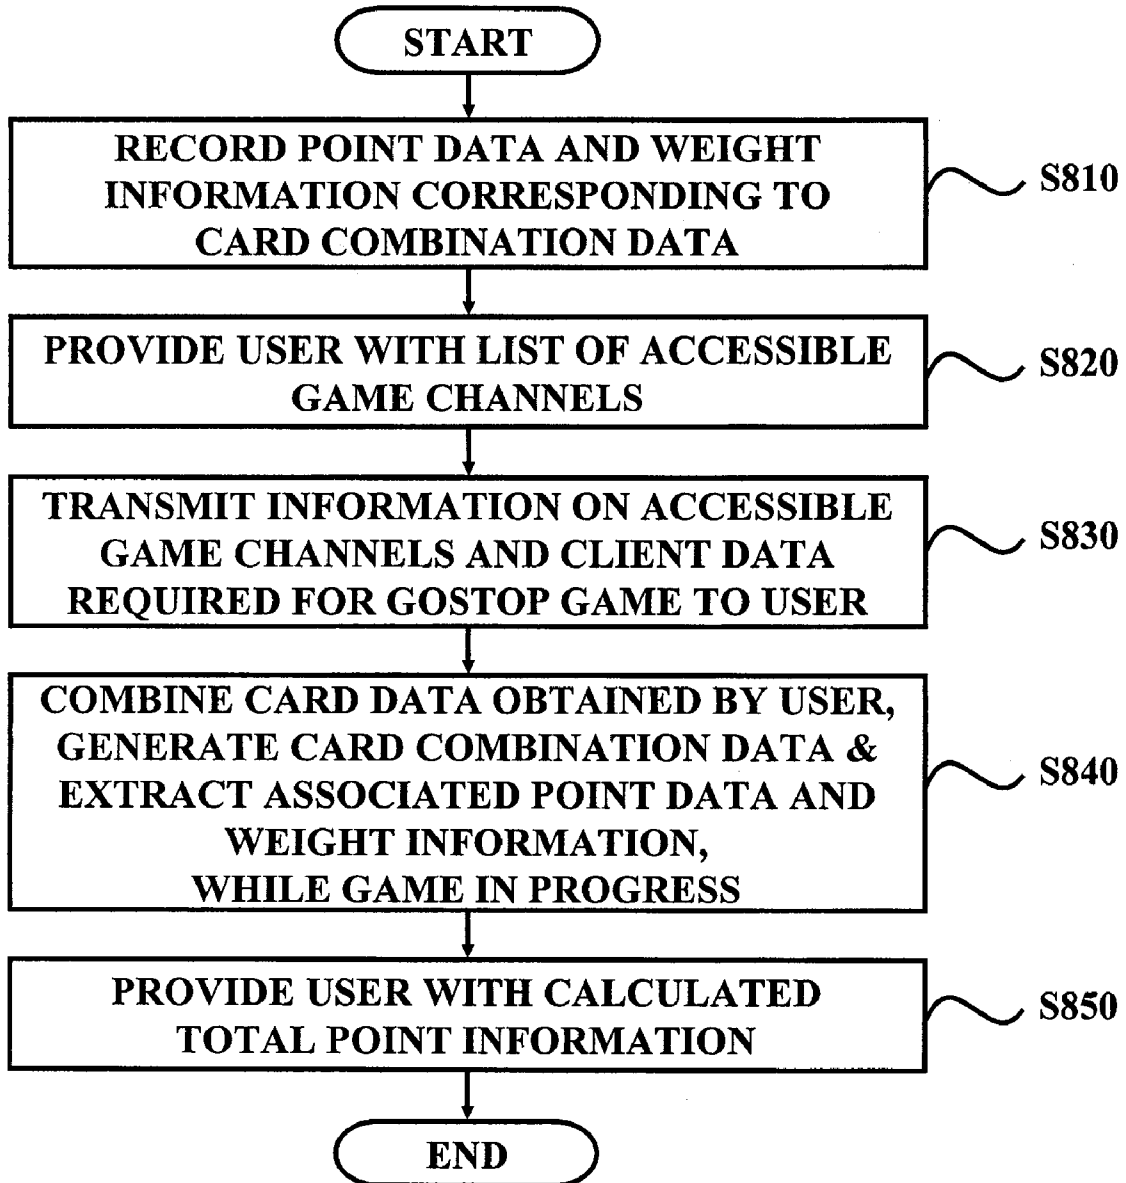 START
RECORD POINT DATA AND WEIGHT
INFORMATION CORRESPONDING TO
CARD COMBINATION DATA
S810
PROVIDE USER WITH LIST OF ACCESSIBLE
GAME CHANNELS
S820
TRANSMIT INFORMATION ON ACCESSIBLE
GAME CHANNELS AND CLIENT DATA
REQUIRED FOR GOSTOP GAME TO USER
S830
COMBINE CARD DATA OBTAINED BY USER,
GENERATE CARD COMBINATION DATA &
EXTRACT ASSOCIATED POINT DATA AND
WEIGHT INFORMATION,
WHILE GAME IN PROGRESS
S840
PROVIDE USER WITH CALCULATED
TOTAL POINT INFORMATION
S850
END